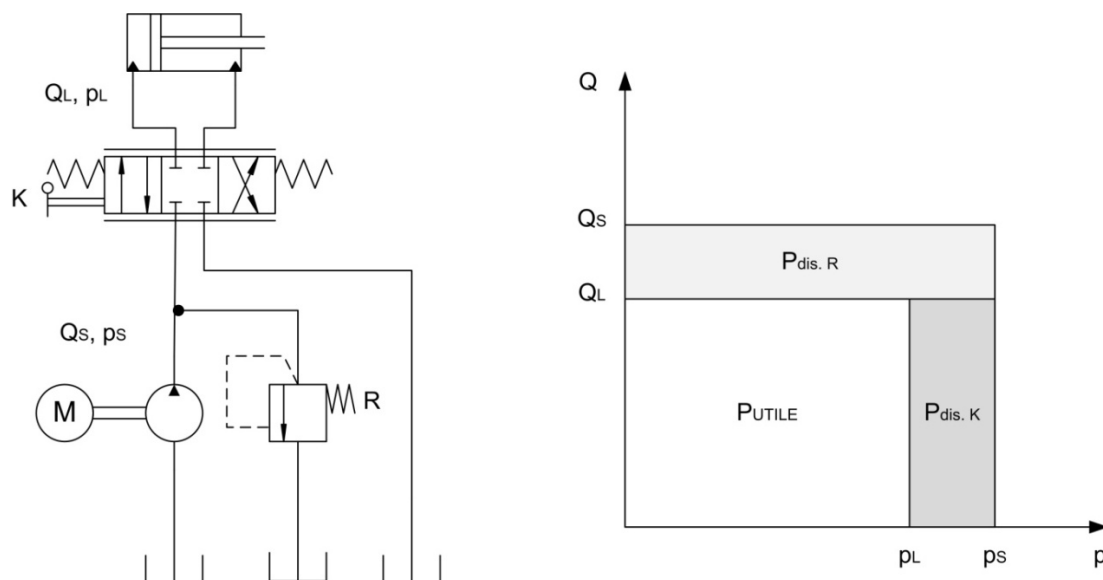 QL, pL
K
QS, pS
M
R
Q
QS
Pdis. R
QL
PUTILE
Pdis. K
pL
pS
p